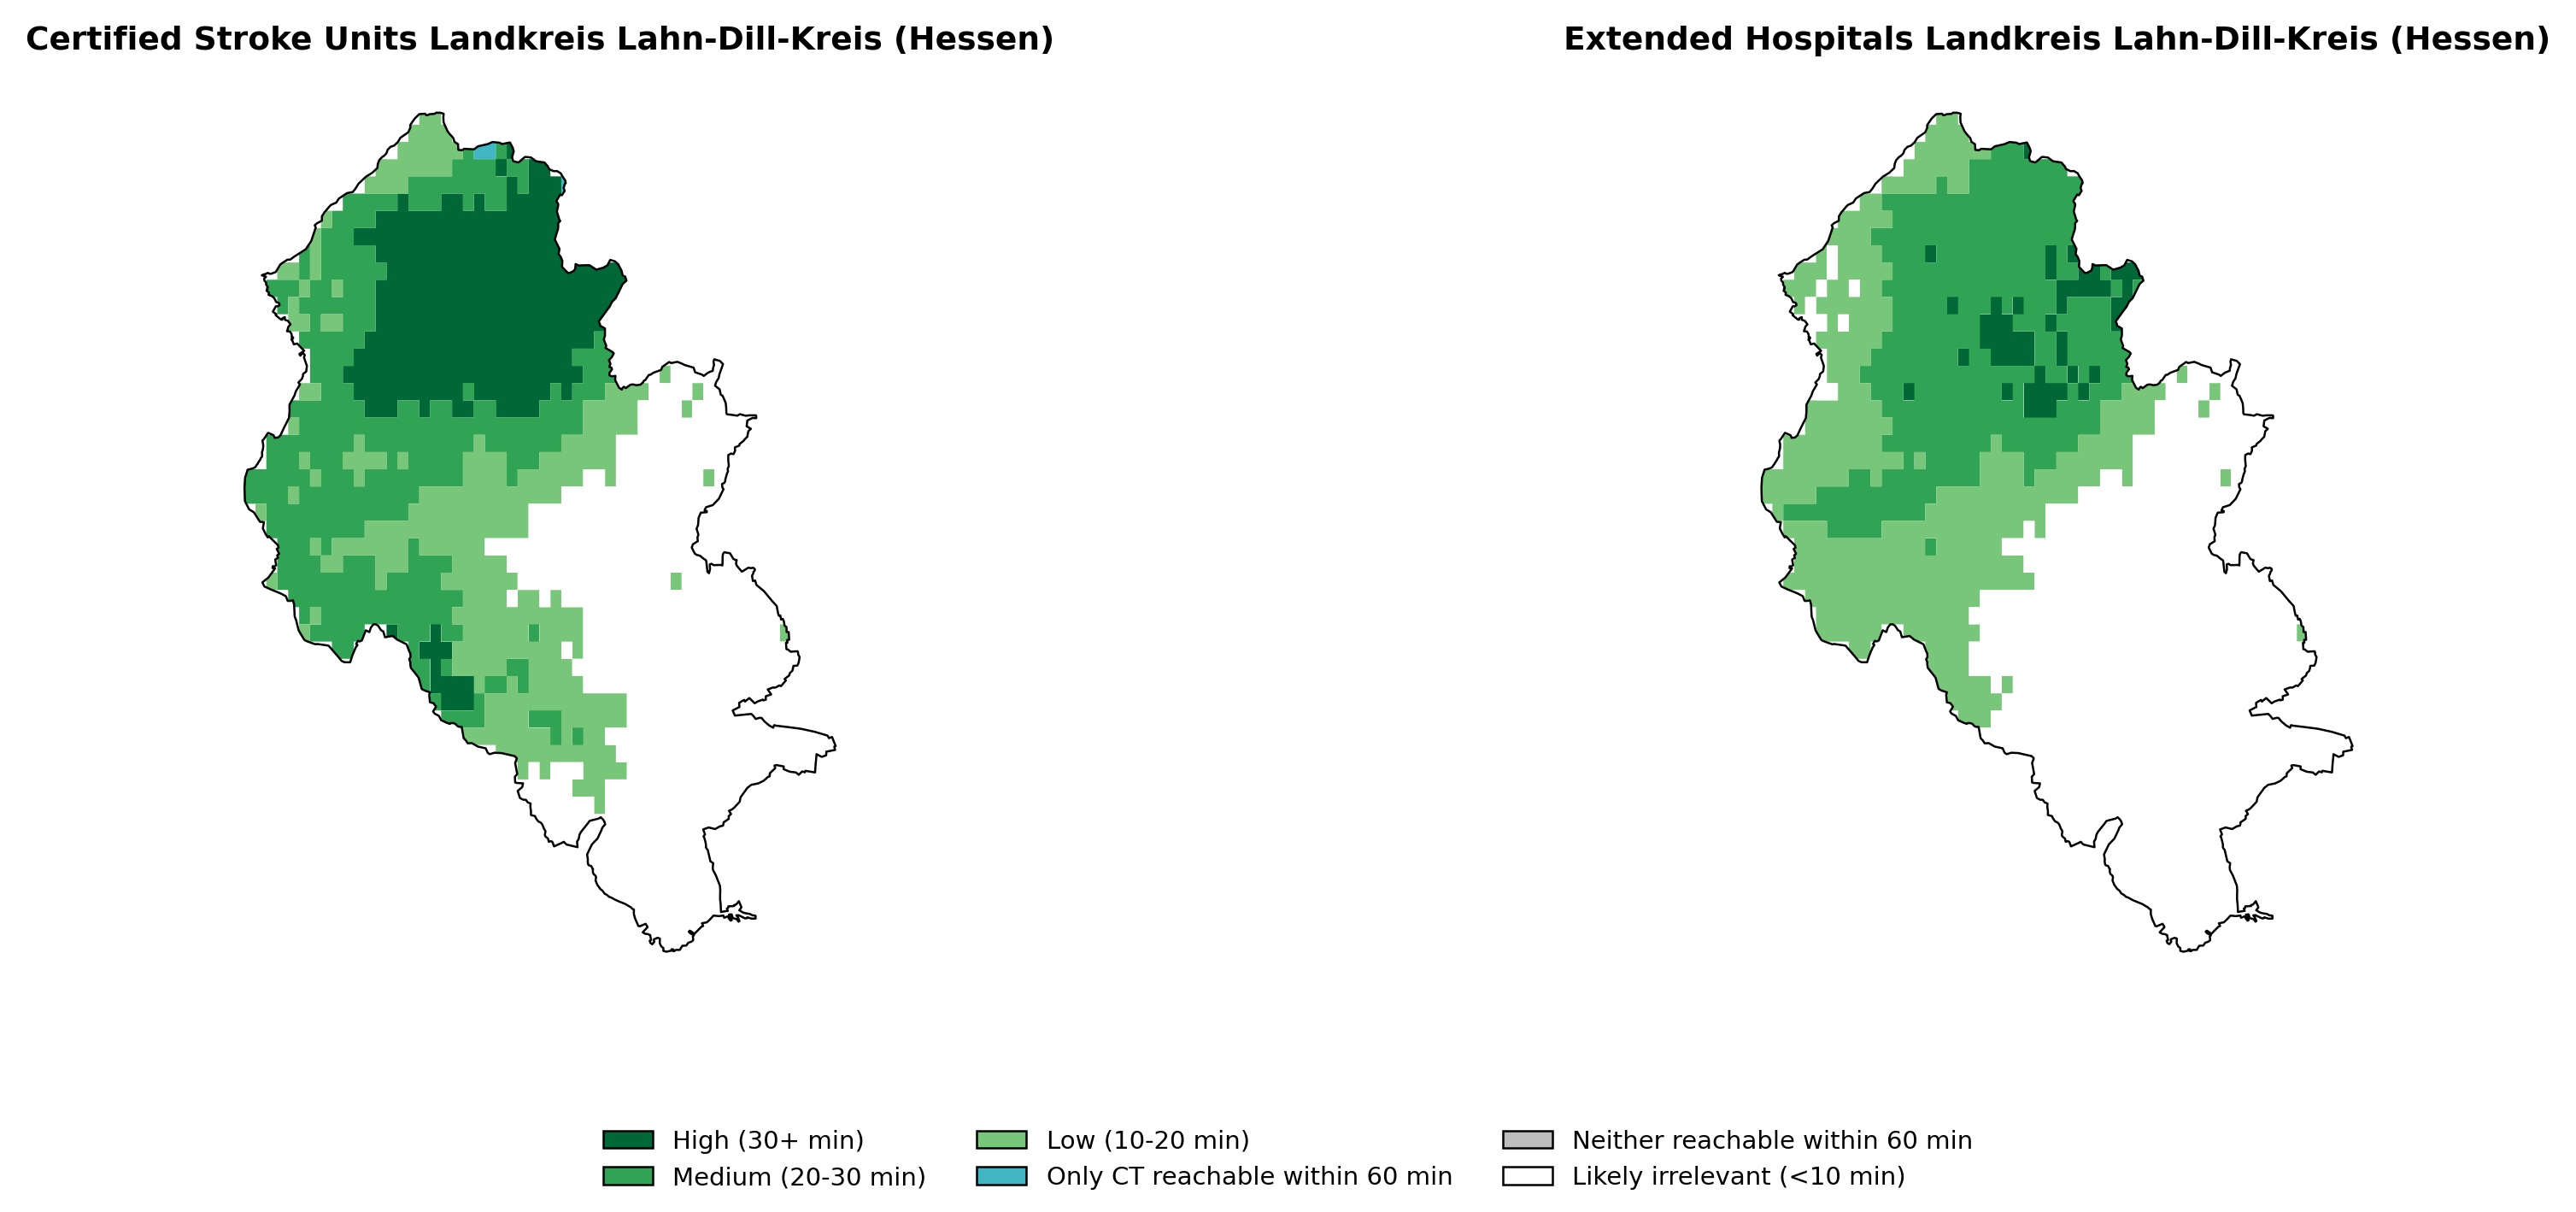 Certified Stroke Units Landkreis Lahn-Dill-Kreis (Hessen)
Extended Hospitals Landkreis Lahn-Dill-Kreis (Hessen)
High (30+ min)
Medium (20-30 min)
Low (10-20 min)
Only CT reachable within 60 min
Neither reachable within 60 min
Likely irrelevant (<10 min)